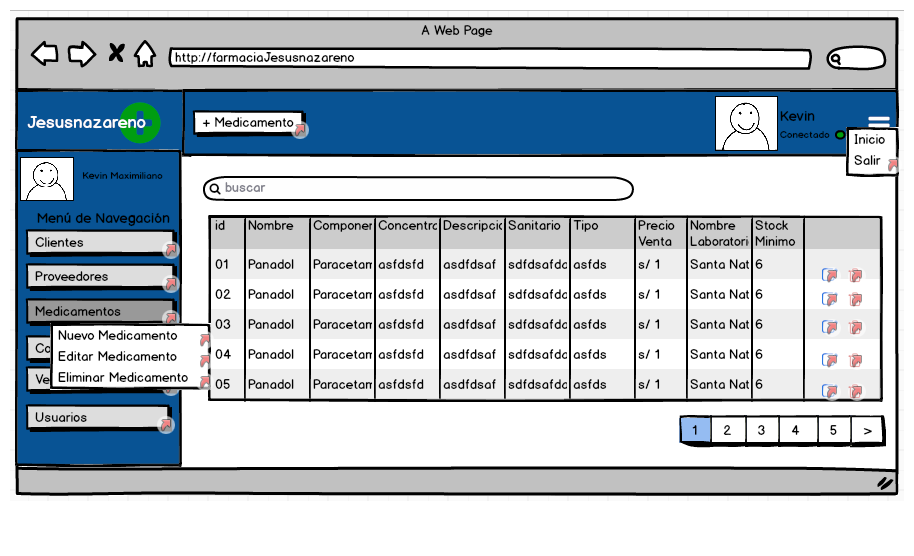 A Web Page
http://farmaciaJesusnazareno
Jesusnazareno
+ Medicamento
Kevin
Conectado
Inicio
Salir
Kevin Maximiliano
Menú de Navegación
Clientes
Proveedores
Medicamentos
Nuevo Medicamento
Editar Medicamento
Eliminar Medicamento
Co
Ve
Usuarios
buscar
id Nombre Componer Concentro Descripcio Sanitario Tipo Precio Venta Nombre Laboratori Stock Minimo
01 Panadol Paracetam asfdsfd asdfdsaf sdfdsafdc asfds s/ 1 Santa Nat 6
02 Panadol Paracetam asfdsfd asdfdsaf sdfdsafdc asfds s/ 1 Santa Nat 6
03 Panadol Paracetam asfdsfd asdfdsaf sdfdsafdc asfds s/ 1 Santa Nat 6
04 Panadol Paracetam asfdsfd asdfdsaf sdfdsafdc asfds s/ 1 Santa Nat 6
05 Panadol Paracetam asfdsfd asdfdsaf sdfdsafdc asfds s/ 1 Santa Nat 6
1 2 3 4 5 >